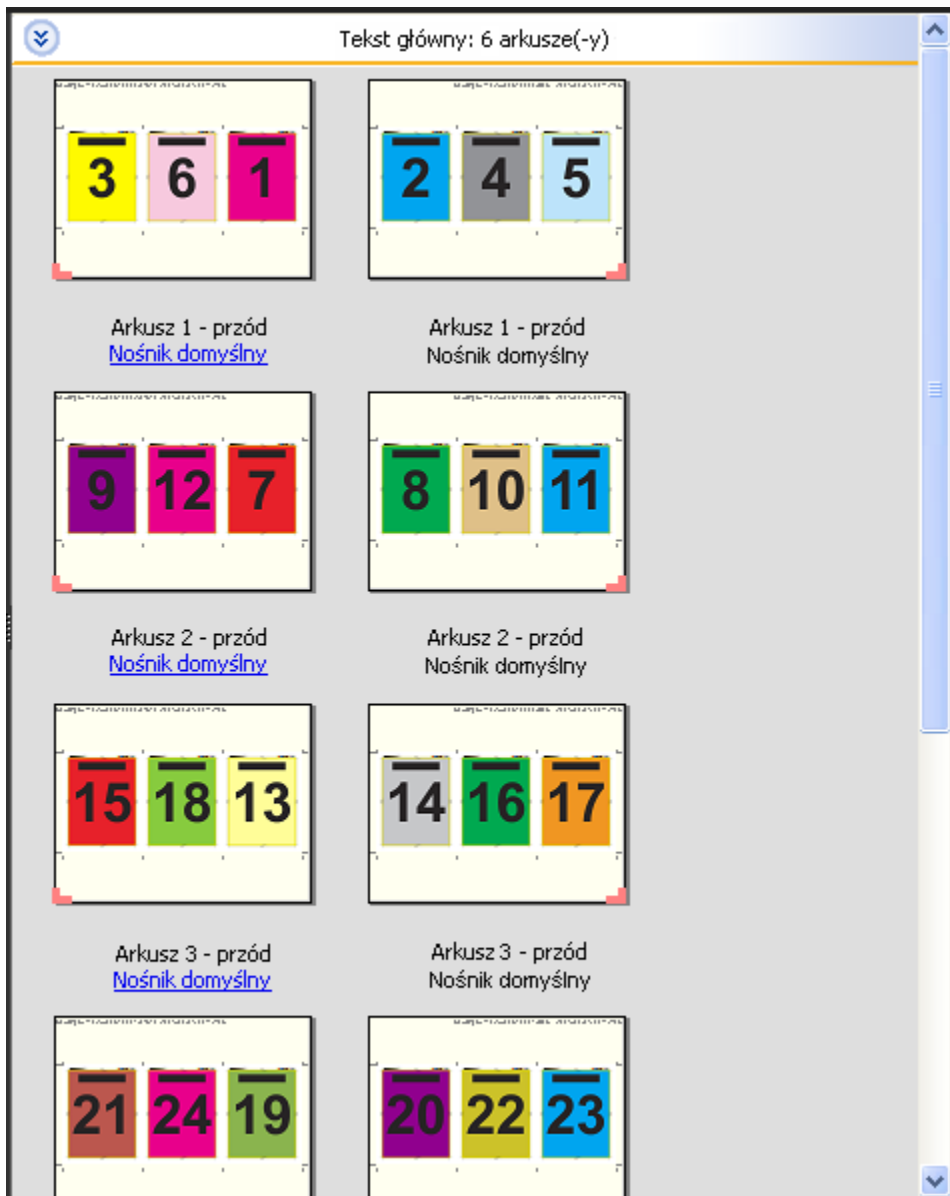 Tekst główny: 6 arkusze(-y)
3 6 1 2 4 5
Arkusz 1 - przód Arkusz 1 - przód
Nośnik domyślny Nośnik domyślny
9 12 7 8 10 11
Arkusz 2 - przód Arkusz 2 - przód
Nośnik domyślny Nośnik domyślny
15 18 13 14 16 17
Arkusz 3 - przód Arkusz 3 - przód
Nośnik domyślny Nośnik domyślny
21 24 19 20 22 23